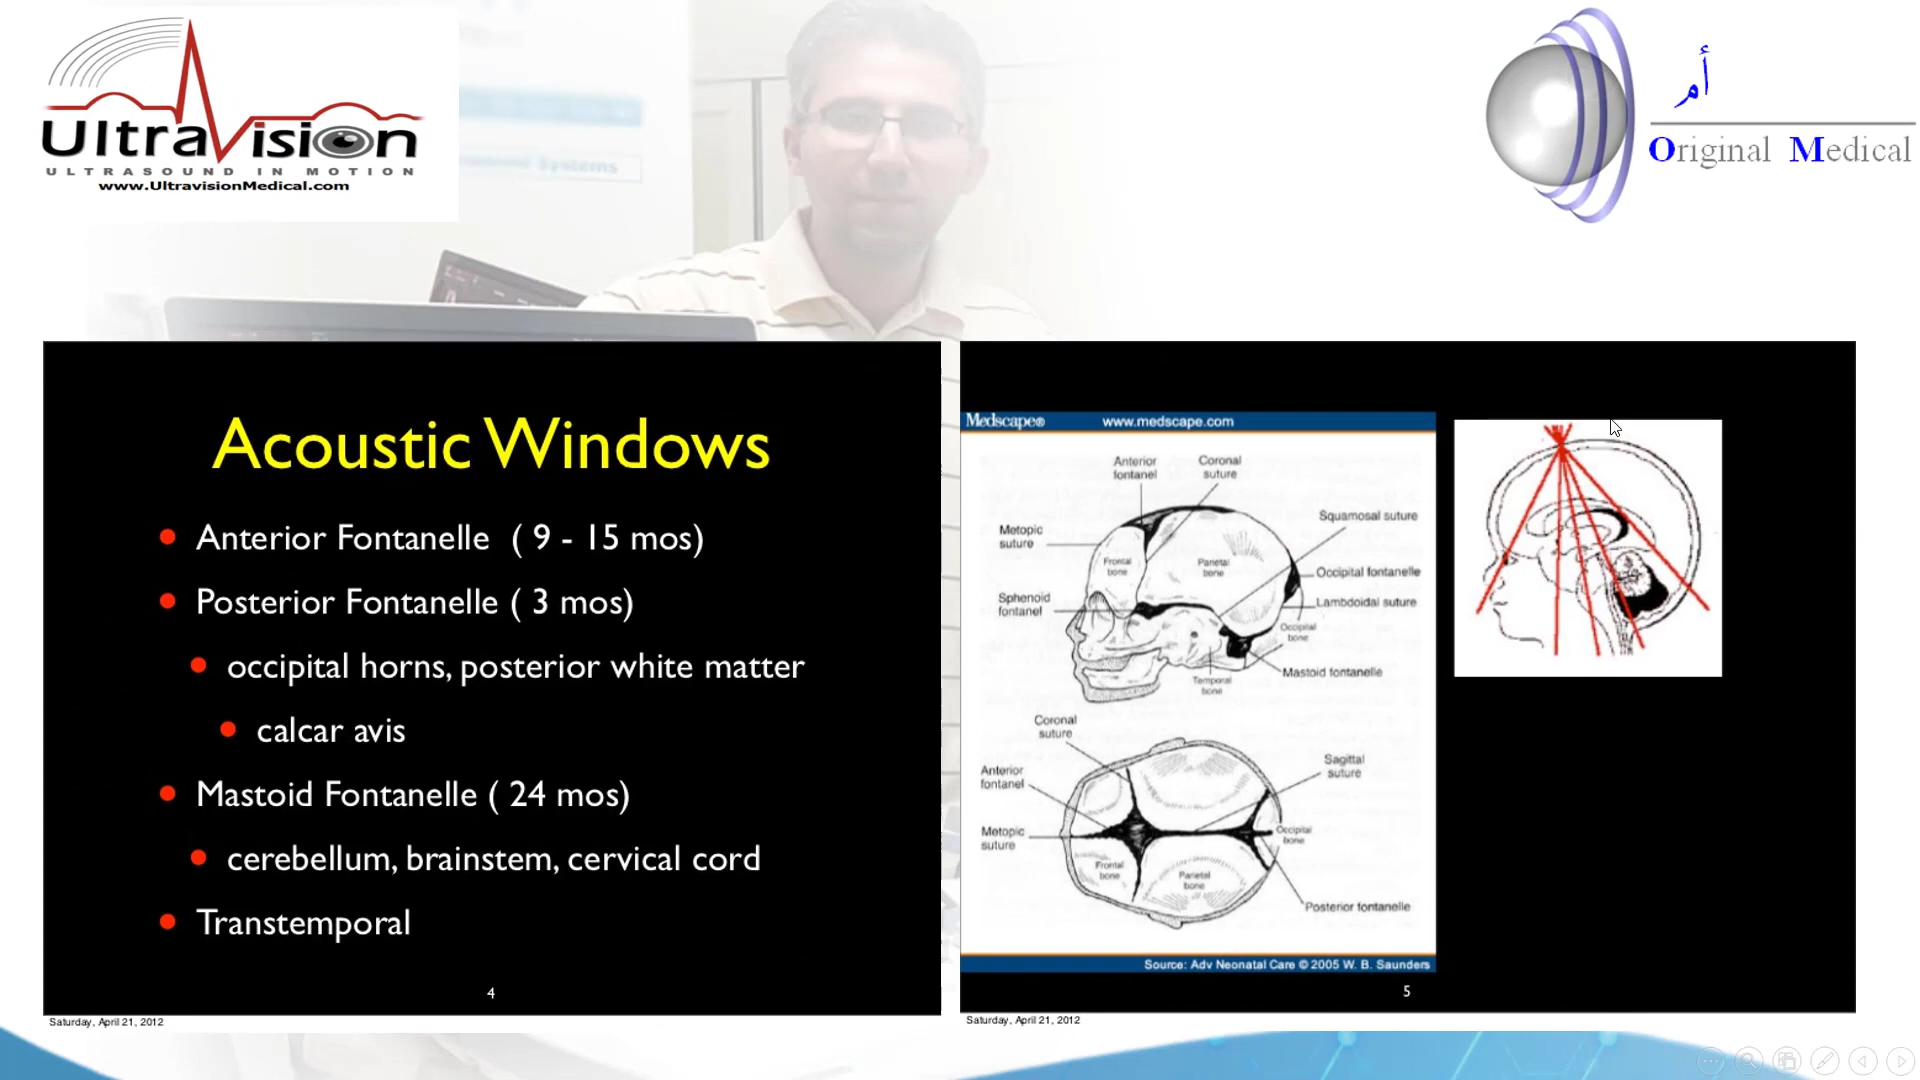 UltraVision
ULTRASOUND IN MOTION
www.UltravisionMedical.com
Systems
أم
Original Medical
Acoustic Windows
Anterior Fontanelle ( 9 - 15 mos)
Posterior Fontanelle ( 3 mos)
occipital horns, posterior white matter
calcar avis
Mastoid Fontanelle ( 24 mos)
cerebellum, brainstem, cervical cord
Transtemporal
4
Saturday, April 21, 2012
Medscape® www.medscape.com
Anterior
fontanel
Coronal
suture
Metopic
suture
Squamosal suture
Frontal
bone
Parietal
bone
Occipital fontanelle
Sphenoid
fontanel
Lambdoidal suture
Occipital
bone
Mastoid fontanelle
Temporal
bone
Coronal
suture
Sagittal
suture
Anterior
fontanel
Metopic
suture
Occipital
bone
Frontal
bone
Parietal
bone
Posterior fontanelle
Source: Adv Neonatal Care © 2005 W. B. Saunders
5
Saturday, April 21, 2012